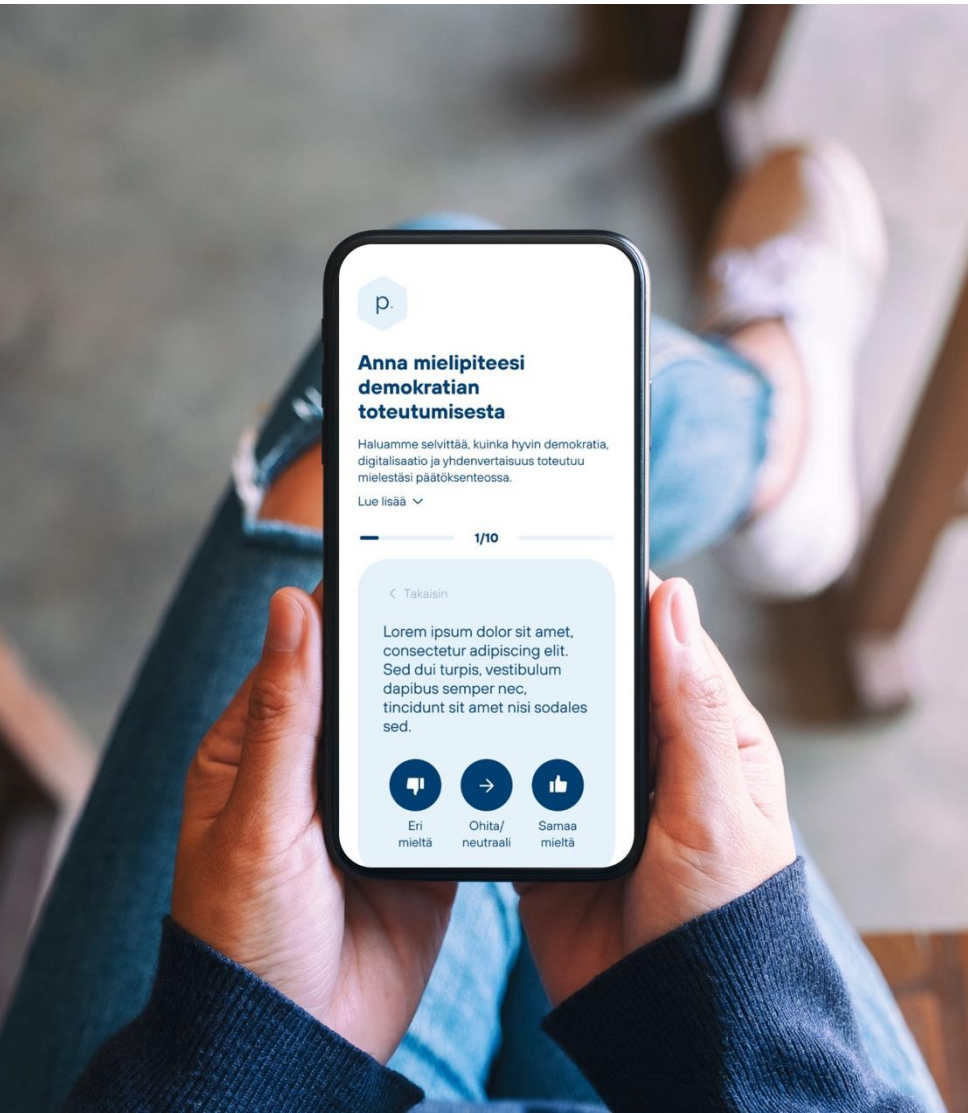 p.
Anna mielipiteesi
demokratian
toteutumisesta
Haluamme selvittää, kuinka hyvin demokratia,
digitalisaatio ja yhdenvertaisuus toteutuu
mielestäsi päätöksenteossa.
Lue lisää
1/10
Takaisin
Lorem ipsum dolor sit amet,
consectetur adipiscing elit.
Sed dui turpis, vestibulum
dapibus semper nec,
tincidunt sit amet nisi sodales
sed.
Eri
mieltä
Ohita/
neutraali
Samaa
mieltä